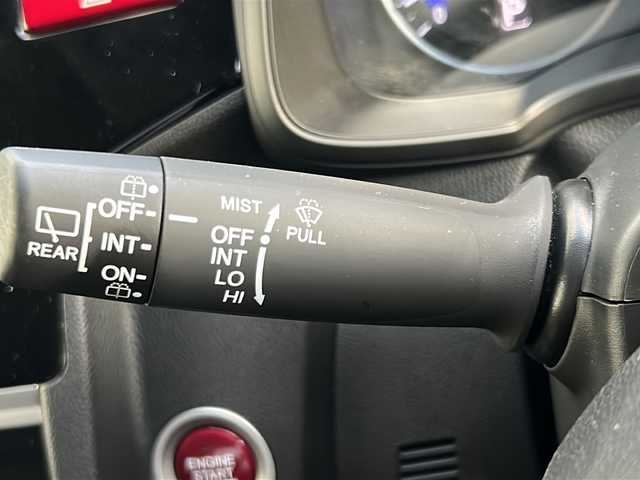 OFF-
INT-
ON-
REAR
MIST
OFF
INT
LO
HI
PULL
ENGINE
START